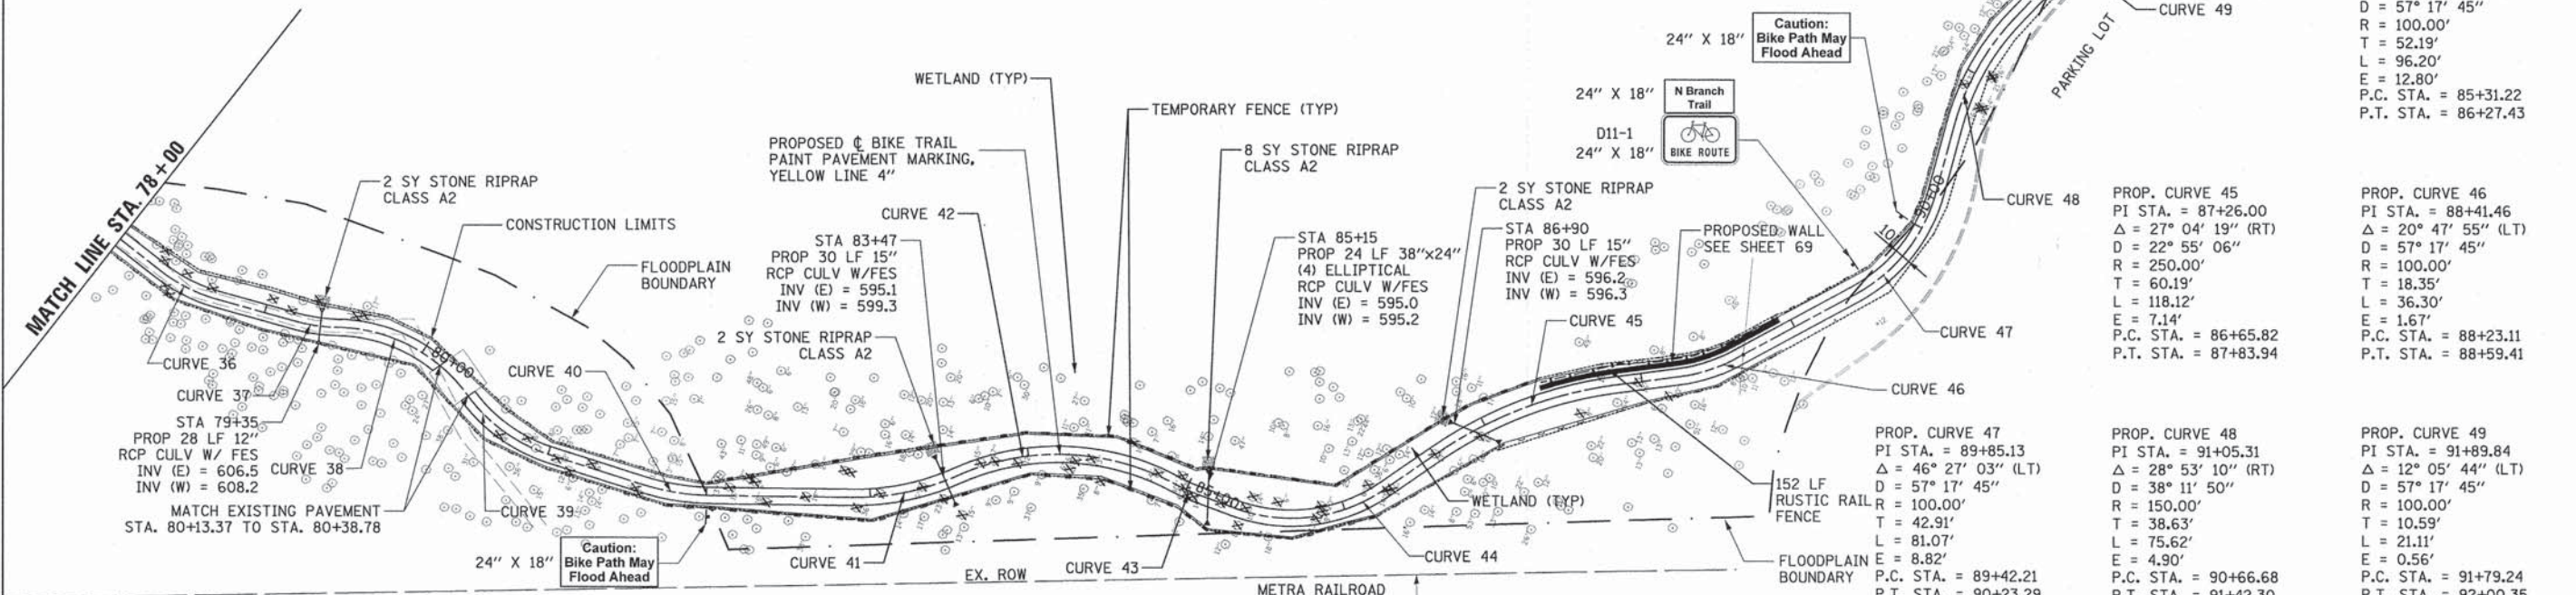 MATCH LINE STA. 78+00
2 SY STONE RIPRAP
CLASS A2
CONSTRUCTION LIMITS
FLOODPLAIN
BOUNDARY
CURVE 36
CURVE 37
STA 79+35
PROP 28 LF 12"
RCP CULV W/ FES
INV (E) = 606.5
INV (W) = 608.2
CURVE 38
MATCH EXISTING PAVEMENT
STA. 80+13.37 TO STA. 80+38.78
80+00
CURVE 39
CURVE 40
24" X 18"
Caution:
Bike Path May
Flood Ahead
WETLAND (TYP)
PROPOSED ℄ BIKE TRAIL
PAINT PAVEMENT MARKING,
YELLOW LINE 4"
CURVE 42
STA 83+47
PROP 30 LF 15"
RCP CULV W/FES
INV (E) = 595.1
INV (W) = 599.3
2 SY STONE RIPRAP
CLASS A2
CURVE 41
EX. ROW
TEMPORARY FENCE (TYP)
8 SY STONE RIPRAP
CLASS A2
STA 85+15
PROP 24 LF 38"x24"
(4) ELLIPTICAL
RCP CULV W/FES
INV (E) = 595.0
INV (W) = 595.2
85+00
CURVE 43
METRA RAILROAD
CURVE 44
2 SY STONE RIPRAP
CLASS A2
STA 86+90
PROP 30 LF 15"
RCP CULV W/FES
INV (E) = 596.2
INV (W) = 596.3
CURVE 45
WETLAND (TYP)
24" X 18"
Caution:
Bike Path May
Flood Ahead
24" X 18"
N Branch
Trail
D11-1
24" X 18"
BIKE ROUTE
PROPOSED WALL
SEE SHEET 69
10'
90+00
PARKING LOT
CURVE 49
CURVE 48
CURVE 47
CURVE 46
152 LF
RUSTIC RAIL
FENCE
FLOODPLAIN
BOUNDARY
D = 57° 17' 45"
R = 100.00'
T = 52.19'
L = 96.20'
E = 12.80'
P.C. STA. = 85+31.22
P.T. STA. = 86+27.43
PROP. CURVE 45
PI STA. = 87+26.00
Δ = 27° 04' 19" (RT)
D = 22° 55' 06"
R = 250.00'
T = 60.19'
L = 118.12'
E = 7.14'
P.C. STA. = 86+65.82
P.T. STA. = 87+83.94
PROP. CURVE 46
PI STA. = 88+41.46
Δ = 20° 47' 55" (LT)
D = 57° 17' 45"
R = 100.00'
T = 18.35'
L = 36.30'
E = 1.67'
P.C. STA. = 88+23.11
P.T. STA. = 88+59.41
PROP. CURVE 47
PI STA. = 89+85.13
Δ = 46° 27' 03" (LT)
D = 57° 17' 45"
R = 100.00'
T = 42.91'
L = 81.07'
E = 8.82'
P.C. STA. = 89+42.21
P.T. STA. = 90+23.29
PROP. CURVE 48
PI STA. = 91+05.31
Δ = 28° 53' 10" (RT)
D = 38° 11' 50"
R = 150.00'
T = 38.63'
L = 75.62'
E = 4.90'
P.C. STA. = 90+66.68
P.T. STA. = 91+42.30
PROP. CURVE 49
PI STA. = 91+89.84
Δ = 12° 05' 44" (LT)
D = 57° 17' 45"
R = 100.00'
T = 10.59'
L = 21.11'
E = 0.56'
P.C. STA. = 91+79.24
P.T. STA. = 92+00.35